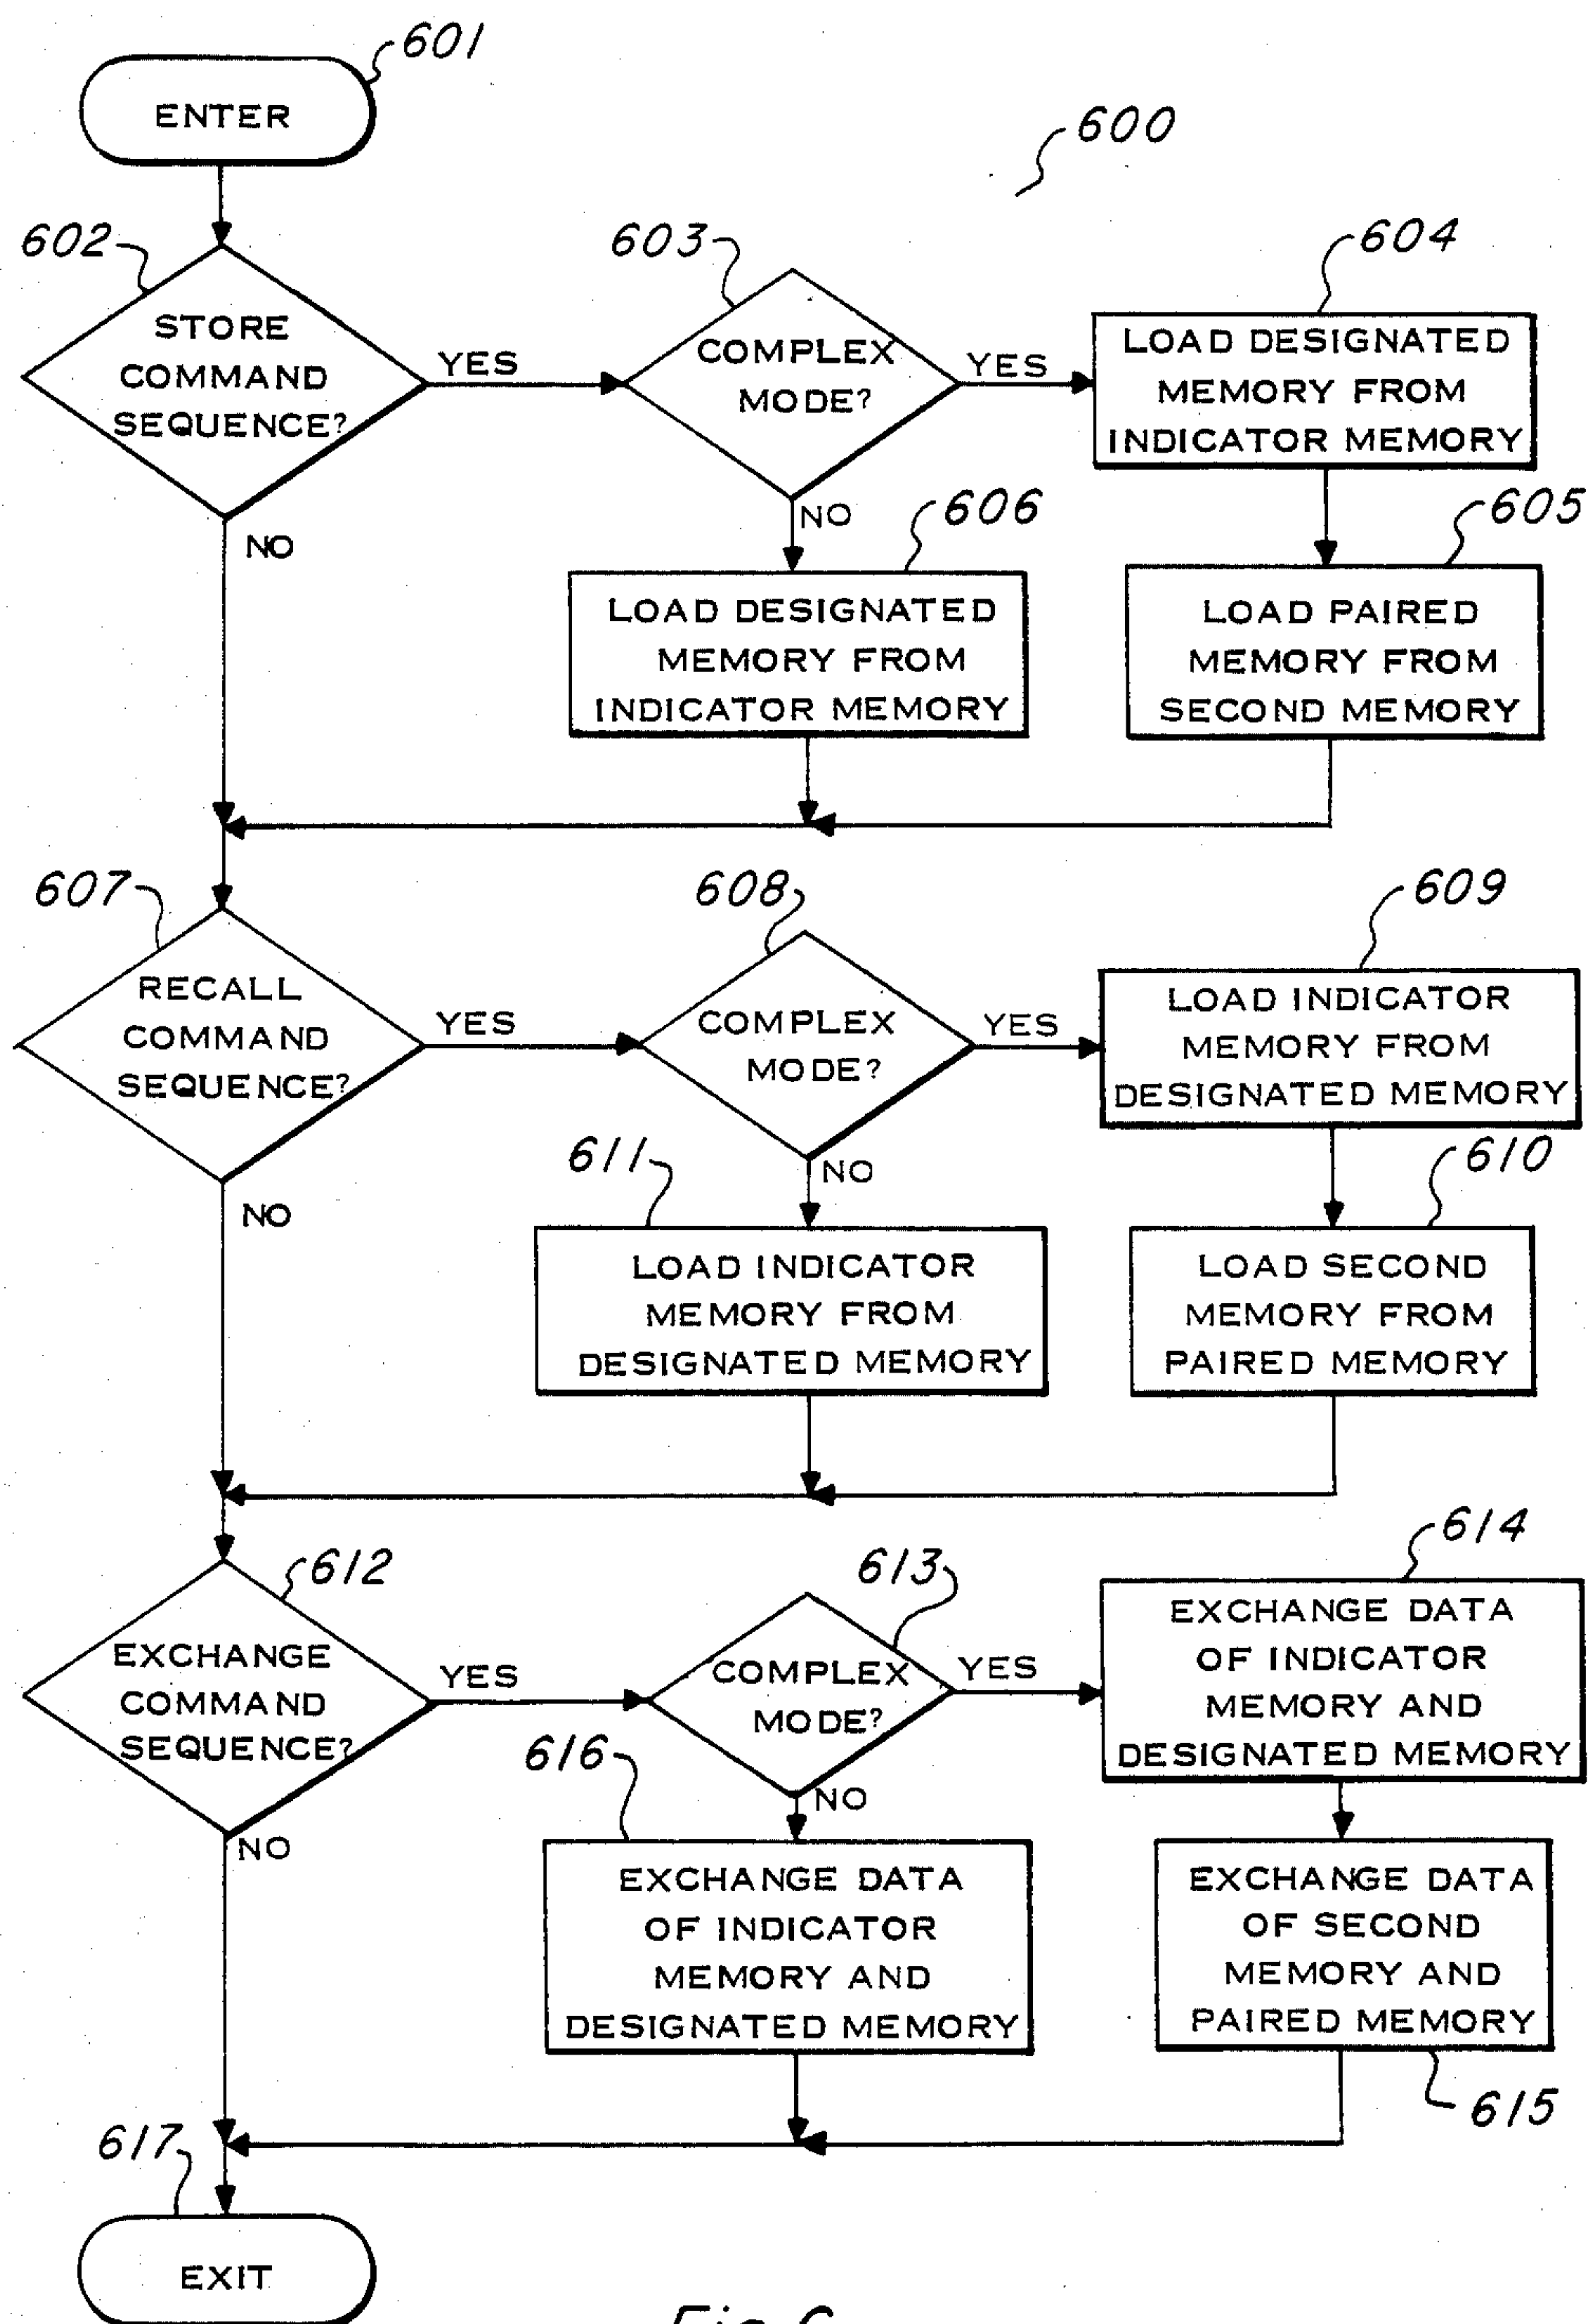 601
ENTER
600
602
STORE
COMMAND
SEQUENCE?
YES
NO
603
COMPLEX
MODE?
YES
NO
604
LOAD DESIGNATED
MEMORY FROM
INDICATOR MEMORY
606
LOAD DESIGNATED
MEMORY FROM
INDICATOR MEMORY
605
LOAD PAIRED
MEMORY FROM
SECOND MEMORY
607
RECALL
COMMAND
SEQUENCE?
YES
NO
608
COMPLEX
MODE?
YES
NO
609
LOAD INDICATOR
MEMORY FROM
DESIGNATED MEMORY
611
LOAD INDICATOR
MEMORY FROM
DESIGNATED MEMORY
610
LOAD SECOND
MEMORY FROM
PAIRED MEMORY
612
EXCHANGE
COMMAND
SEQUENCE?
YES
NO
613
COMPLEX
MODE?
YES
NO
614
EXCHANGE DATA
OF INDICATOR
MEMORY AND
DESIGNATED MEMORY
616
EXCHANGE DATA
OF INDICATOR
MEMORY AND
DESIGNATED MEMORY
EXCHANGE DATA
OF SECOND
MEMORY AND
PAIRED MEMORY
615
617
EXIT